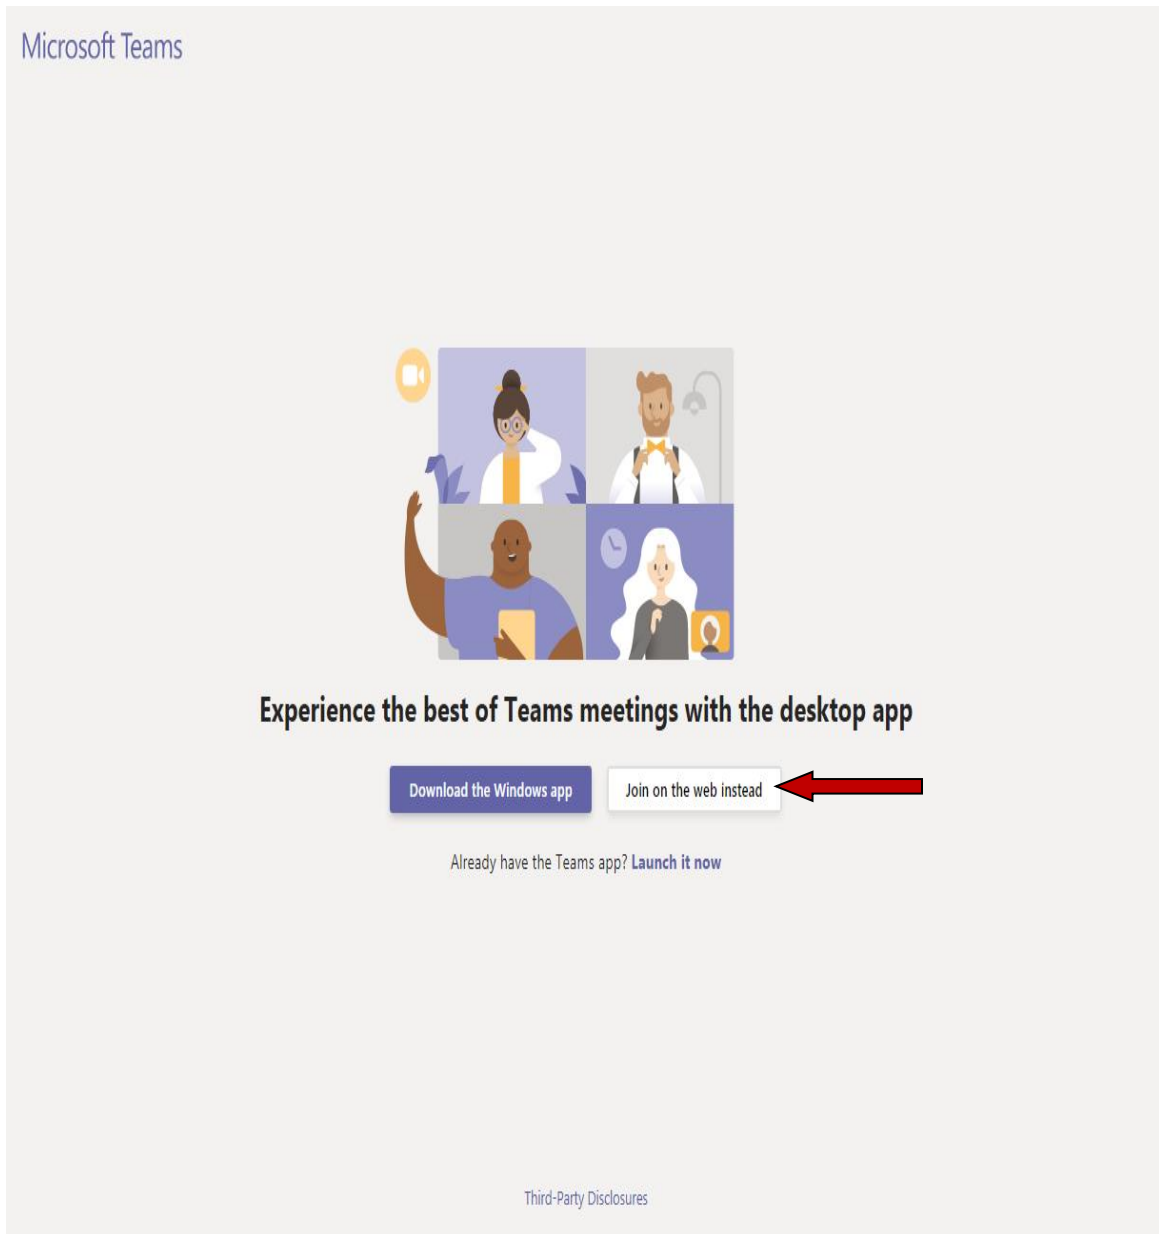 Microsoft Teams
Experience the best of Teams meetings with the desktop app
Download the Windows app
Join on the web instead
Already have the Teams app? Launch it now
Third-Party Disclosures